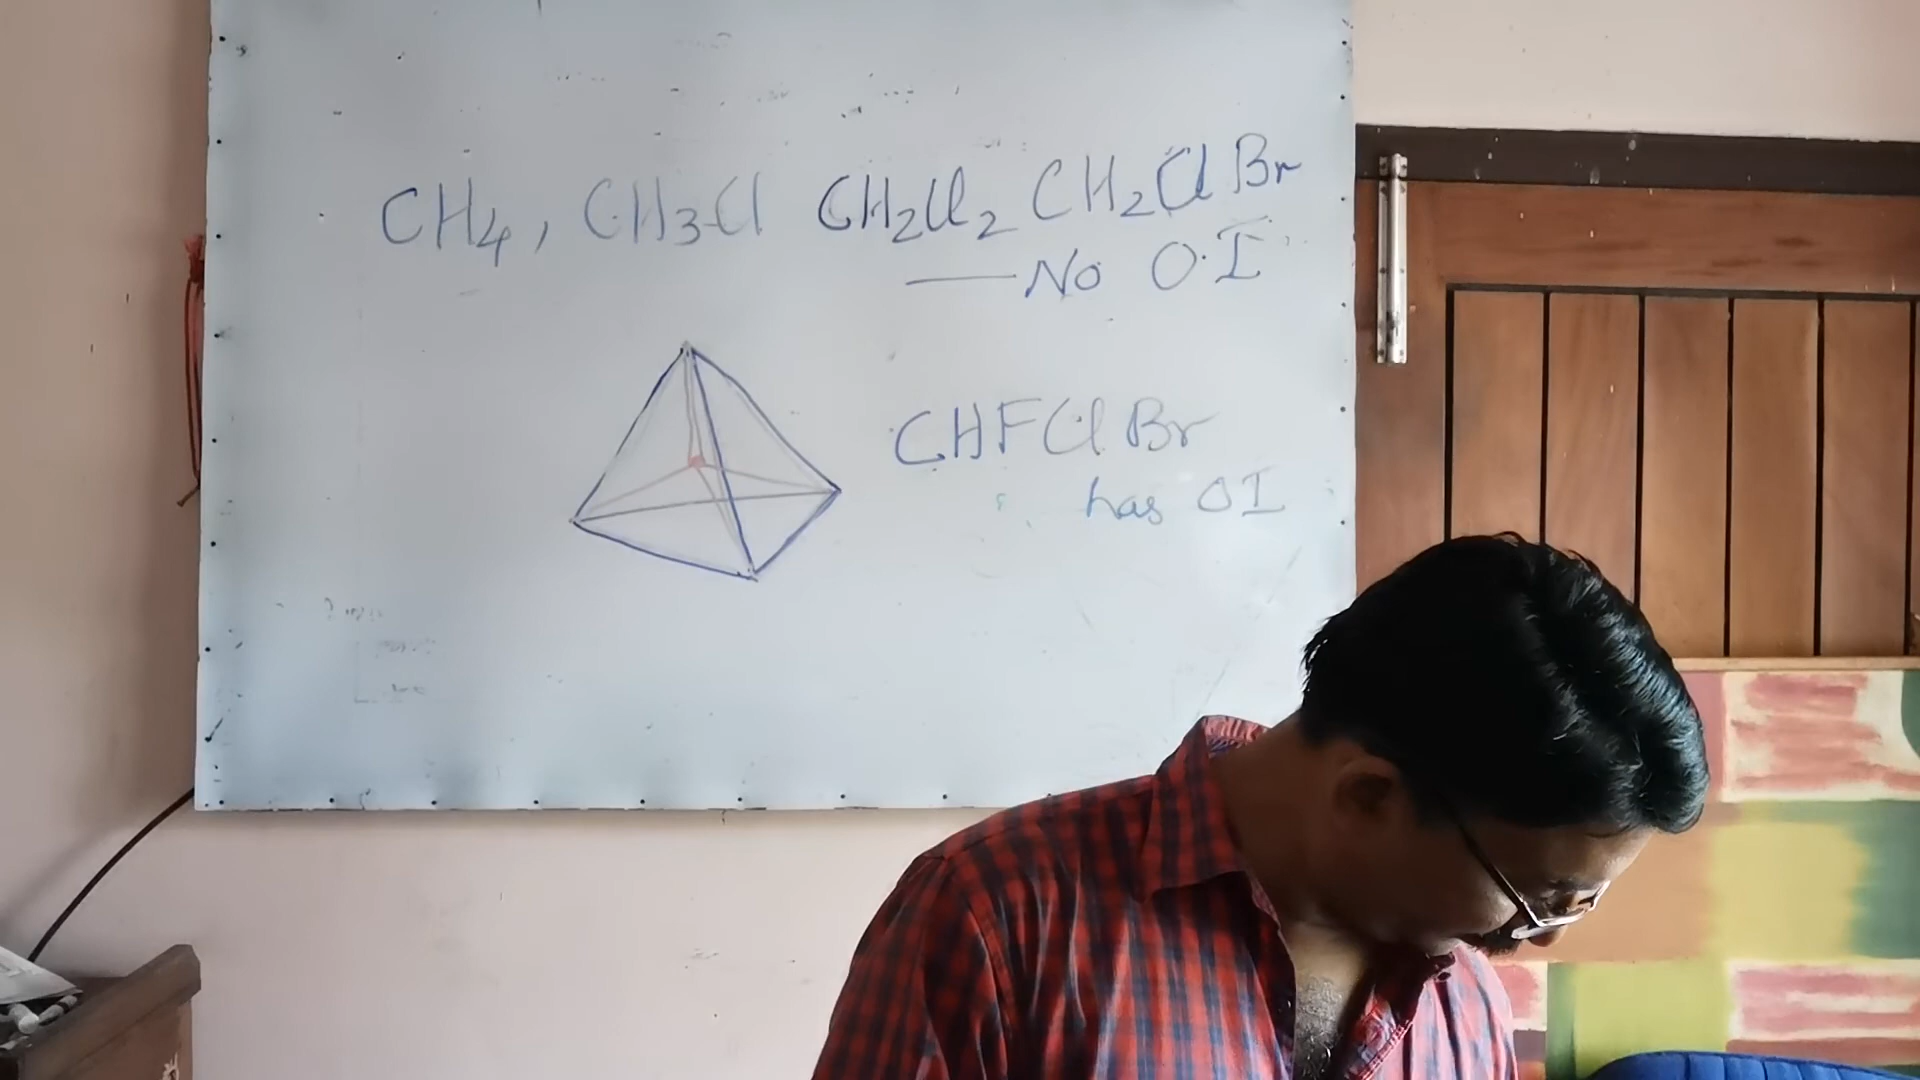 CH4, CH3Cl CH2Cl2 CH2ClBr
— No O.I
CHFClBr
has OI